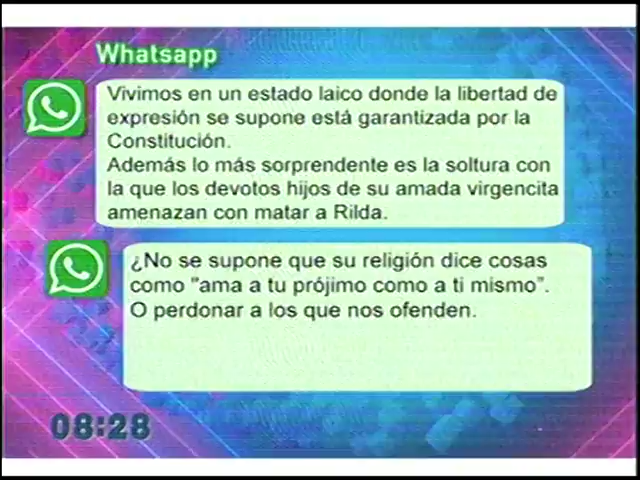 Whatsapp
Vivimos en un estado laico donde la libertad de
expresión se supone está garantizada por la
Constitución.
Además lo más sorprendente es la soltura con
la que los devotos hijos de su amada virgencita
amenazan con matar a Rilda.
¿No se supone que su religión dice cosas
como "ama a tu prójimo como a ti mismo".
O perdonar a los que nos ofenden.
08:28